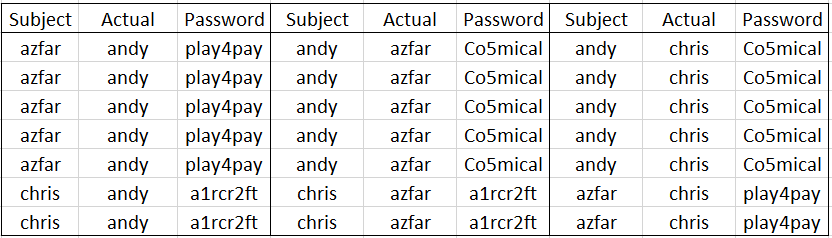 Subject Actual Password Subject Actual Password Subject Actual Password
azfar andy play4pay andy azfar Co5mical andy chris Co5mical
azfar andy play4pay andy azfar Co5mical andy chris Co5mical
azfar andy play4pay andy azfar Co5mical andy chris Co5mical
azfar andy play4pay andy azfar Co5mical andy chris Co5mical
azfar andy play4pay andy azfar Co5mical andy chris Co5mical
chris andy a1rcr2ft chris azfar a1rcr2ft azfar chris play4pay
chris andy a1rcr2ft chris azfar a1rcr2ft azfar chris play4pay